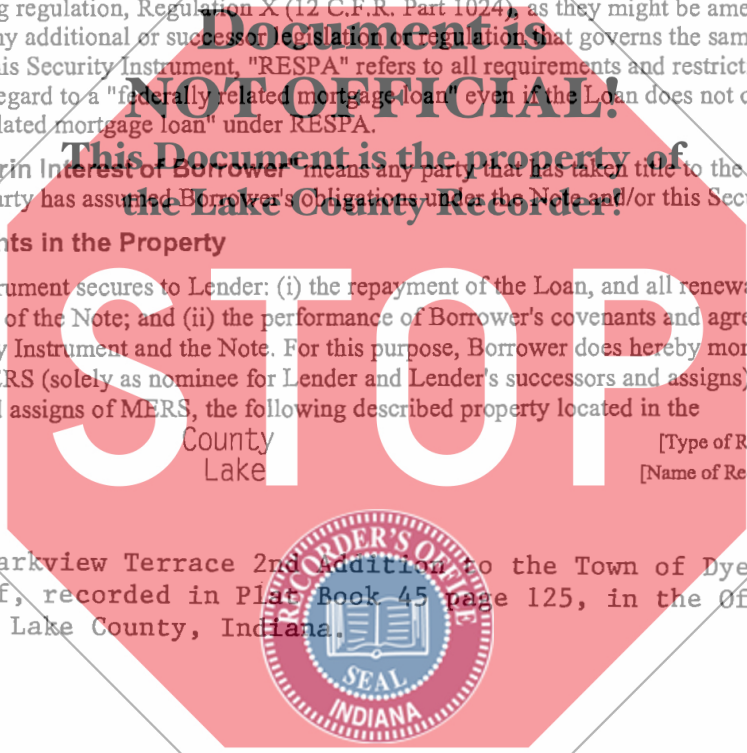 g regulation, Regulation X (12 C.F.R. Part 1024), as they might be ame
ny additional or successor legislation or regulation that governs the sam
Document is
is Security Instrument, "RESPA" refers to all requirements and restrict
egard to a "federally related mortgage loan" even if the Loan does not
NOT OFFICIAL!
lated mortgage loan" under RESPA.
This Document is the property of
r in Interest of Borrower" means any party that has taken title to the
arty has assumed Borrower's obligations under the Note and/or this Secu
the Lake County Recorder!
nts in the Property
rument secures to Lender: (i) the repayment of the Loan, and all renewa
of the Note; and (ii) the performance of Borrower's covenants and agre
y Instrument and the Note. For this purpose, Borrower does hereby mor
ERS (solely as nominee for Lender and Lender's successors and assigns)
assigns of MERS, the following described property located in the
STOP
County [Type of R
Lake [Name of Re
arkview Terrace 2nd Addition to the Town of Dye
f, recorded in Plat Book 45 page 125, in the Of
Lake County, Indiana.
RECORDER'S OFFICE
SEAL
INDIANA